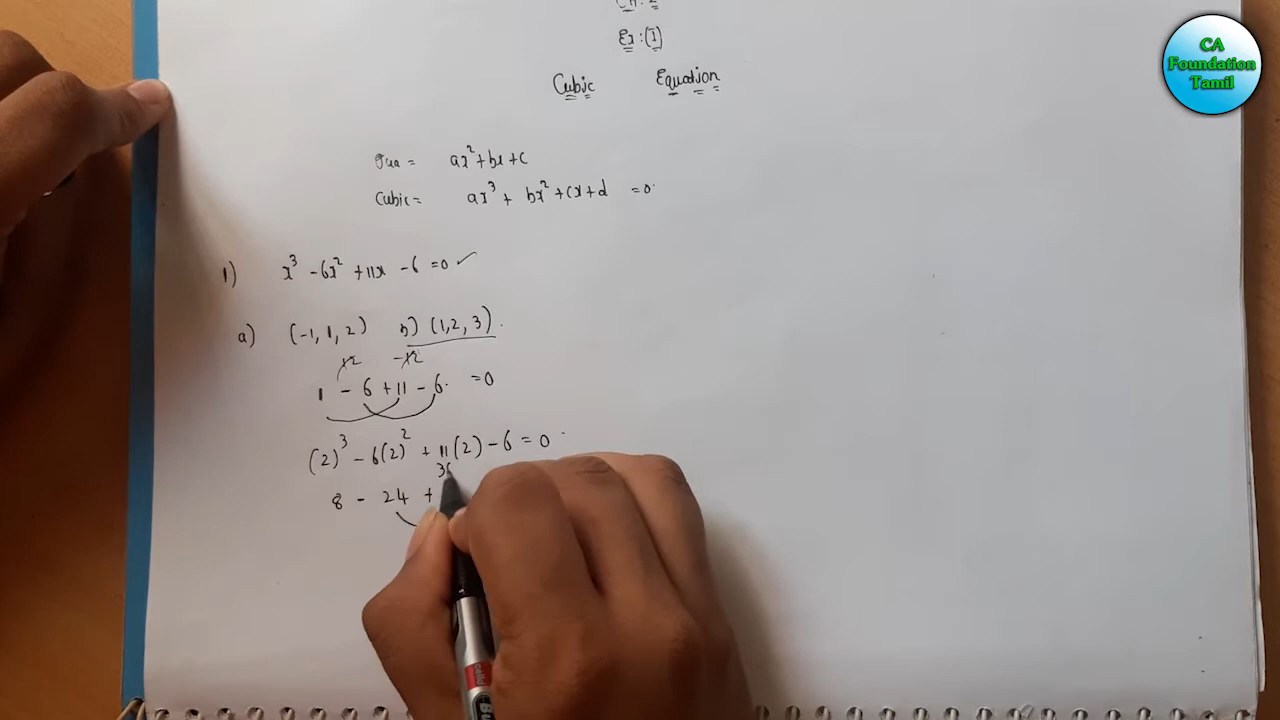 Ex:(I)
Cubic Equation
CA
Foundation
Tamil
ax²+bx+c
Cubic = ax³ + bx² + cx + d = 0
1) x³ - 6x² + 11x - 6 = 0 ✓
a) (-1, 1, 2) b) (1, 2, 3)
12 -12
1 - 6 + 11 - 6 = 0
(2)³ - 6(2)² + 11(2) - 6 = 0
8 - 24 +